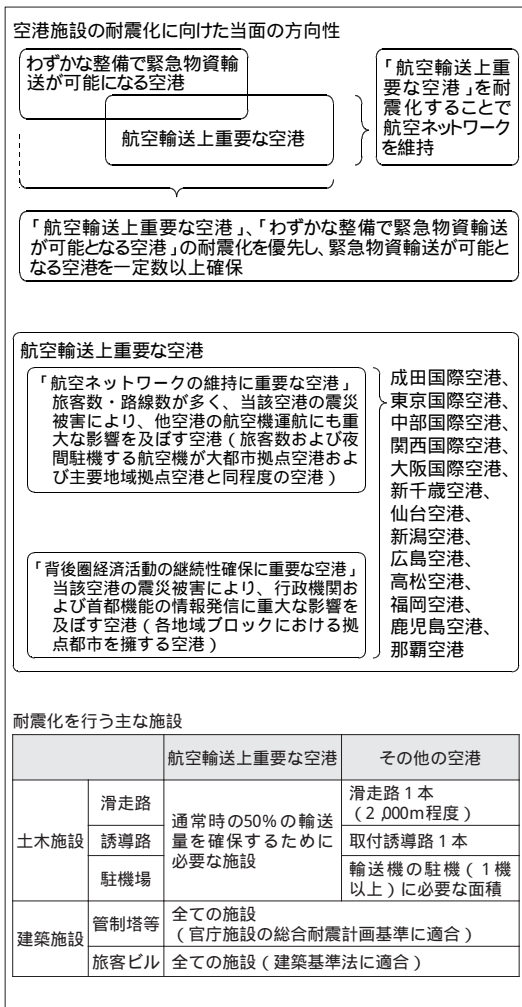 空港施設の耐震化に向けた当面の方向性
わずかな整備で緊急物資輸
送が可能になる空港
航空輸送上重要な空港
「航空輸送上重
要な空港」を耐
震化することで
航空ネットワーク
を維持
「航空輸送上重要な空港」、「わずかな整備で緊急物資輸送
が可能となる空港」の耐震化を優先し、緊急物資輸送が可能と
なる空港を一定数以上確保
航空輸送上重要な空港
「航空ネットワークの維持に重要な空港」
旅客数・路線数が多く、当該空港の震災
被害により、他空港の航空機運航にも重
大な影響を及ぼす空港(旅客数および夜
間駐機する航空機が大都市拠点空港およ
び主要地域拠点空港と同程度の空港)
「背後圏経済活動の継続性確保に重要な空港」
当該空港の震災被害により、行政機関お
よび首都機能の情報発信に重大な影響を
及ぼす空港(各地域ブロックにおける拠
点都市を擁する空港)
成田国際空港、
東京国際空港、
中部国際空港、
関西国際空港、
大阪国際空港、
新千歳空港、
仙台空港、
新潟空港、
広島空港、
高松空港、
福岡空港、
鹿児島空港、
那覇空港
耐震化を行う主な施設
航空輸送上重要な空港 その他の空港
土木施設
滑走路
通常時の50%の輸送
量を確保するために
必要な施設
滑走路1本
(2,000m程度)
誘導路
取付誘導路1本
駐機場
輸送機の駐機(1機
以上)に必要な面積
建築施設
管制塔等
全ての施設
(官庁施設の総合耐震計画基準に適合)
旅客ビル
全ての施設(建築基準法に適合)